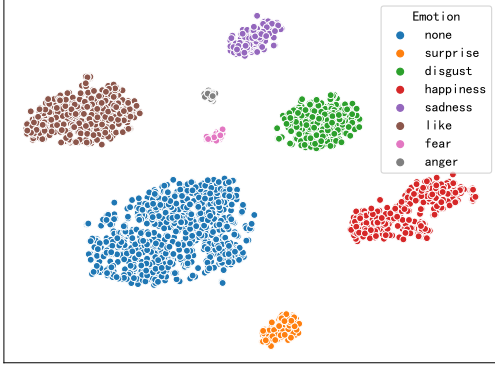 Emotion
none
surprise
disgust
happiness
sadness
like
fear
anger